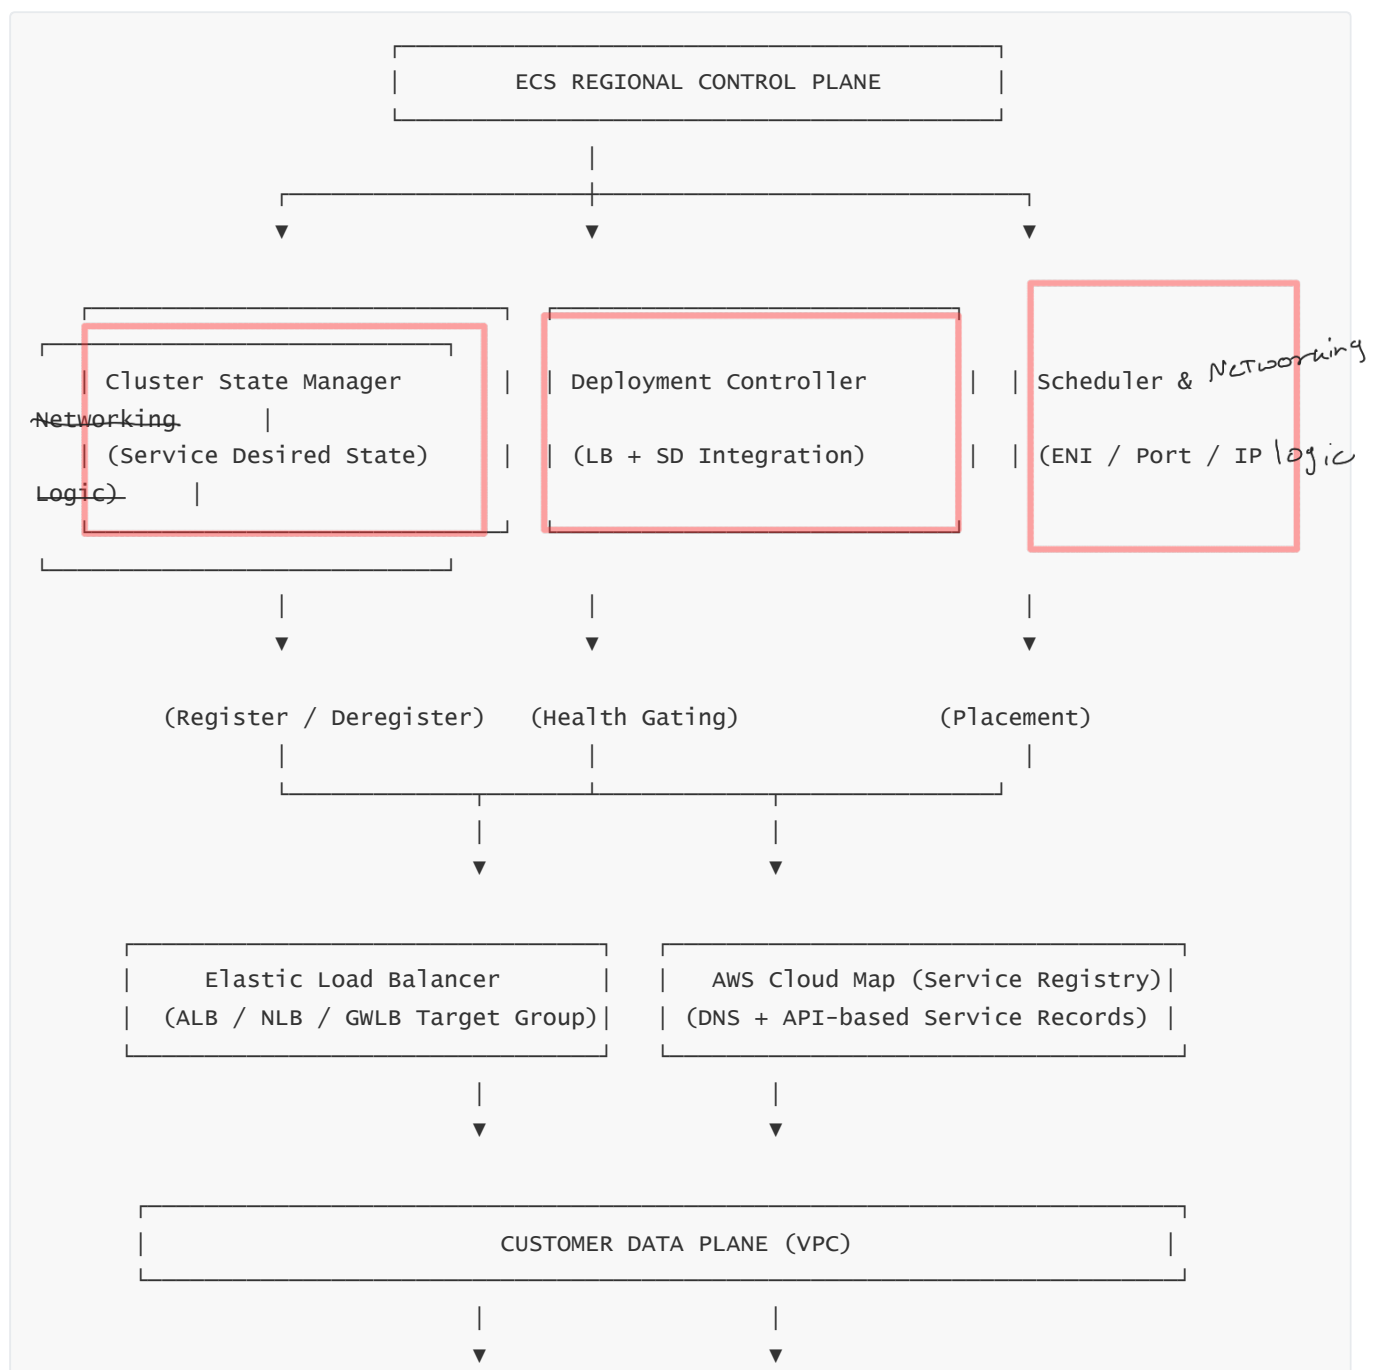 ECS REGIONAL CONTROL PLANE
Cluster State Manager Deployment Controller Scheduler & Networking
Networking
(Service Desired State) (LB + SD Integration) (ENI / Port / IP logic
Logic)
(Register / Deregister) (Health Gating) (Placement)
Elastic Load Balancer AWS Cloud Map (Service Registry)
(ALB / NLB / GWLB Target Group) (DNS + API-based Service Records)
CUSTOMER DATA PLANE (VPC)